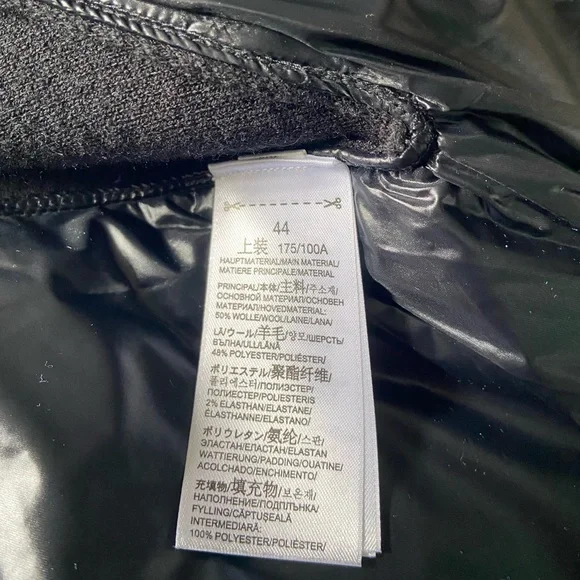 44
上装 175/100A
HAUPTMATERIAL/MAIN MATERIAL/
MATIERE PRINCIPALE/MATERIAL
PRINCIPAL/本体/主料/주소재/
ОСНОВНОЙ МАТЕРИАЛ/ОСНОВЕН
МАТЕРИАЛ/HOVEDMATERIAL:
50% WOLLE/WOOL/LAINE/LANA/
LÃ/ウール/羊毛/양모/ШЕРСТЬ/
ВЪЛНА/ULL/LÂNĂ
48% POLYESTER/POLIÉSTER/
ポリエステル/聚酯纤维/
폴리에스터/ПОЛИЭСТЕР/
ПОЛИЕСТЕР/POLIESTERIS
2% ELASTHAN/ELASTANE/
ÉLASTHANNE/ELASTANO/
ポリウレタン/氨纶/스판/
ЭЛАСТАН/ЕЛАСТАН/ELASTAN
WATTIERUNG/PADDING/OUATINE/
ACOLCHADO/ENCHIMENTO/
充填物/填充物/보온재/
НАПОЛНЕНИЕ/ПОДПЛЪНКА/
FYLLING/CĂPTUȘEALĂ
INTERMEDIARĂ:
100% POLYESTER/POLIÉSTER/